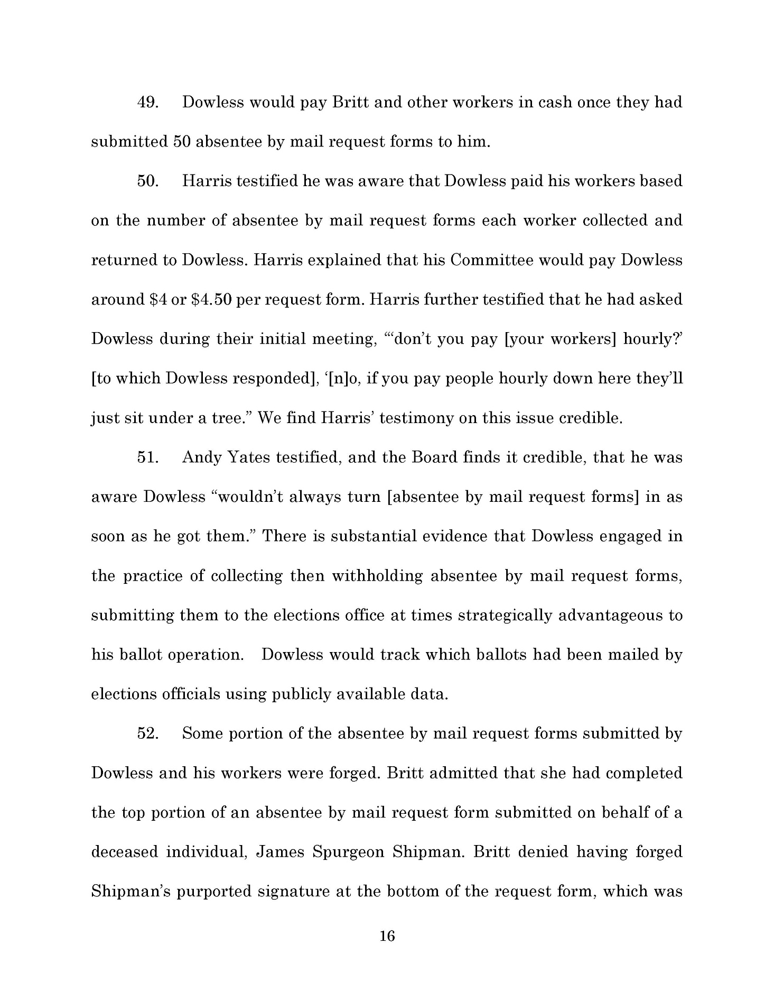 49. Dowless would pay Britt and other workers in cash once they had
submitted 50 absentee by mail request forms to him.
50. Harris testified he was aware that Dowless paid his workers based
on the number of absentee by mail request forms each worker collected and
returned to Dowless. Harris explained that his Committee would pay Dowless
around $4 or $4.50 per request form. Harris further testified that he had asked
Dowless during their initial meeting, “‘don’t you pay [your workers] hourly?’
[to which Dowless responded], ‘[n]o, if you pay people hourly down here they’ll
just sit under a tree.” We find Harris’ testimony on this issue credible.
51. Andy Yates testified, and the Board finds it credible, that he was
aware Dowless “wouldn’t always turn [absentee by mail request forms] in as
soon as he got them.” There is substantial evidence that Dowless engaged in
the practice of collecting then withholding absentee by mail request forms,
submitting them to the elections office at times strategically advantageous to
his ballot operation. Dowless would track which ballots had been mailed by
elections officials using publicly available data.
52. Some portion of the absentee by mail request forms submitted by
Dowless and his workers were forged. Britt admitted that she had completed
the top portion of an absentee by mail request form submitted on behalf of a
deceased individual, James Spurgeon Shipman. Britt denied having forged
Shipman’s purported signature at the bottom of the request form, which was
16